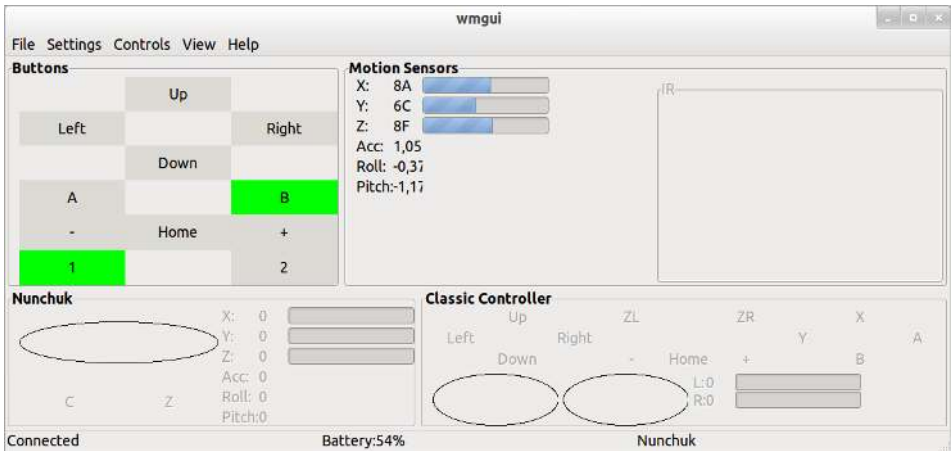 wmgui
File Settings Controls View Help
Buttons
Up
Left Right
Down
A B
- Home +
1 2
Motion Sensors
X: 8A
Y: 6C
Z: 8F
Acc: 1,05
Roll: -0,37
Pitch:-1,17
IR
Nunchuk
X: 0
Y: 0
Z: 0
Acc: 0
Roll: 0
Pitch:0
C Z
Classic Controller
Up ZL ZR X
Left Right Y A
Down - Home + B
L:0
R:0
Connected Battery:54% Nunchuk